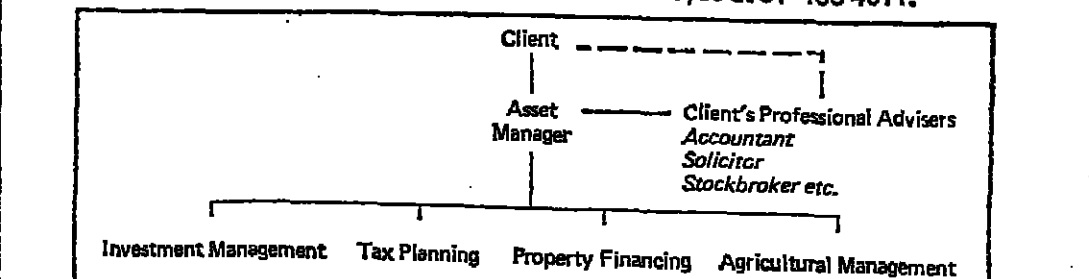 Client
Asset
Manager
Client's Professional Advisers
Accountant
Solicitor
Stockbroker etc.
Investment Management Tax Planning Property Financing Agricultural Management